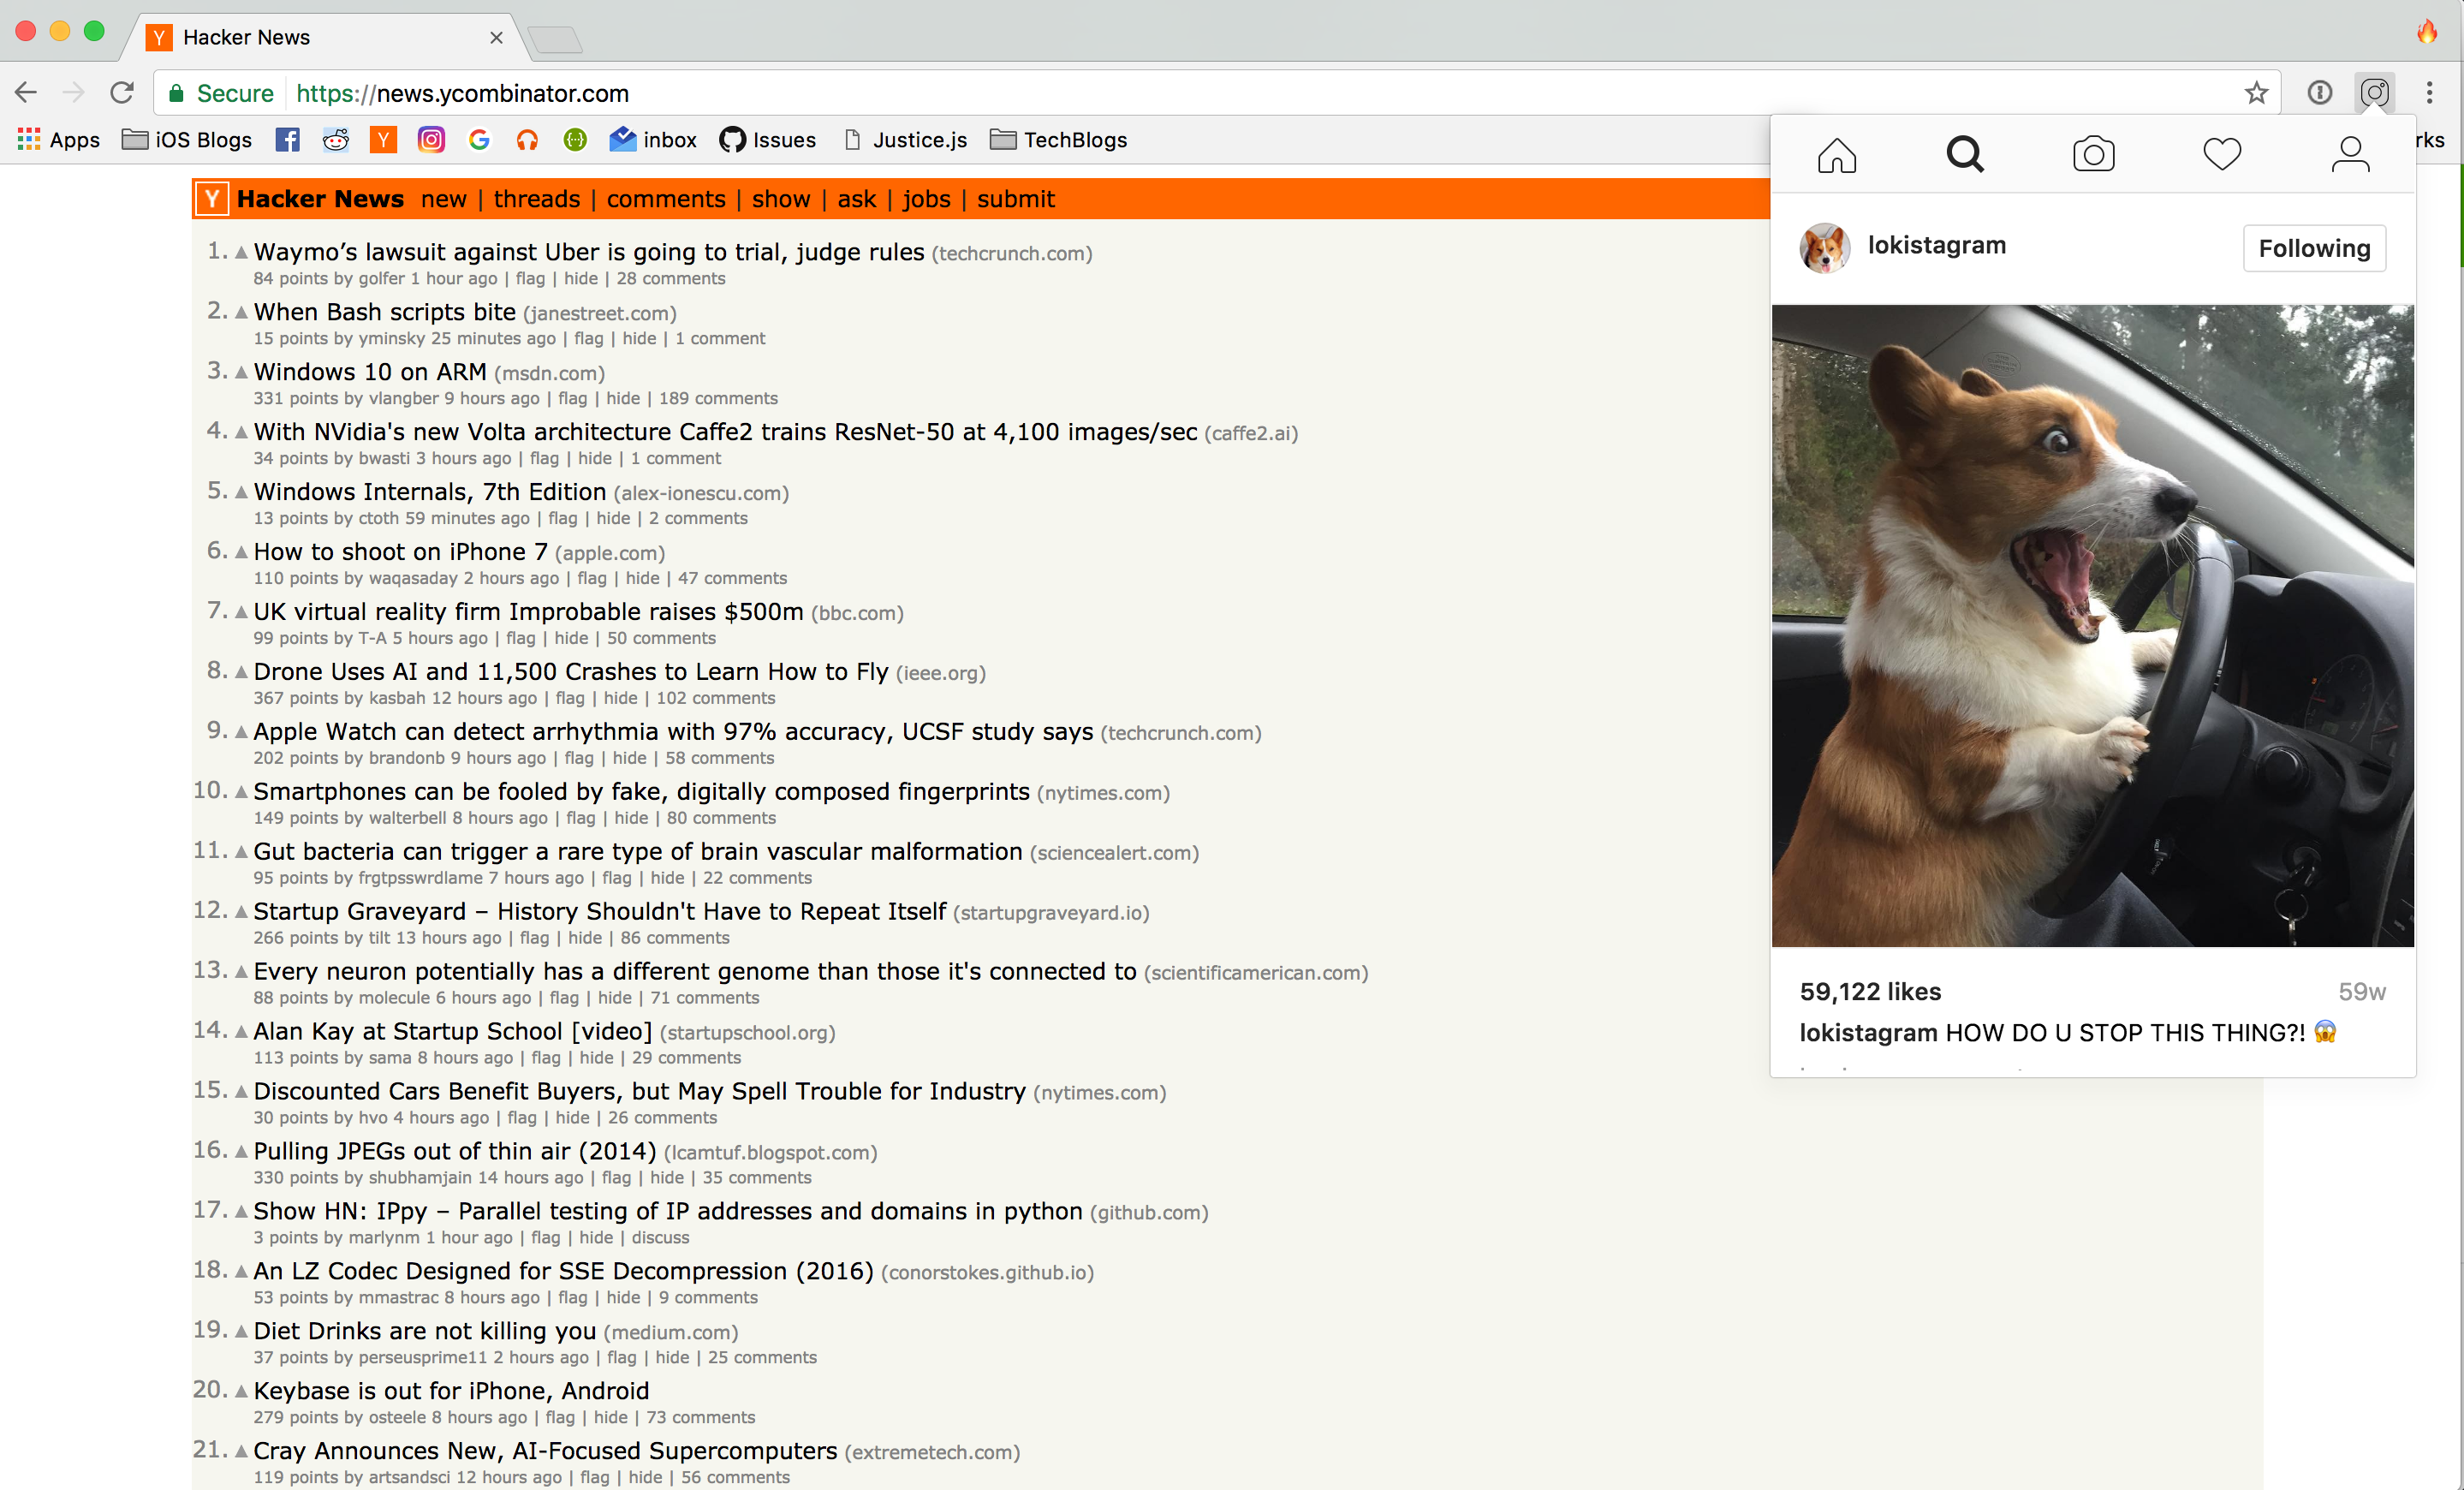 Hacker News
Secure https://news.ycombinator.com
Apps iOS Blogs inbox Issues Justice.js TechBlogs rks
Y Hacker News new | threads | comments | show | ask | jobs | submit
1. Waymo’s lawsuit against Uber is going to trial, judge rules (techcrunch.com)
84 points by golfer 1 hour ago | flag | hide | 28 comments
2. When Bash scripts bite (janestreet.com)
15 points by yminsky 25 minutes ago | flag | hide | 1 comment
3. Windows 10 on ARM (msdn.com)
331 points by vlangber 9 hours ago | flag | hide | 189 comments
4. With NVidia's new Volta architecture Caffe2 trains ResNet-50 at 4,100 images/sec (caffe2.ai)
34 points by bwasti 3 hours ago | flag | hide | 1 comment
5. Windows Internals, 7th Edition (alex-ionescu.com)
13 points by ctoth 59 minutes ago | flag | hide | 2 comments
6. How to shoot on iPhone 7 (apple.com)
110 points by waqasaday 2 hours ago | flag | hide | 47 comments
7. UK virtual reality firm Improbable raises $500m (bbc.com)
99 points by T-A 5 hours ago | flag | hide | 50 comments
8. Drone Uses AI and 11,500 Crashes to Learn How to Fly (ieee.org)
367 points by kasbah 12 hours ago | flag | hide | 102 comments
9. Apple Watch can detect arrhythmia with 97% accuracy, UCSF study says (techcrunch.com)
202 points by brandonb 9 hours ago | flag | hide | 58 comments
10. Smartphones can be fooled by fake, digitally composed fingerprints (nytimes.com)
149 points by walterbell 8 hours ago | flag | hide | 80 comments
11. Gut bacteria can trigger a rare type of brain vascular malformation (sciencealert.com)
95 points by frgtpsswrdlame 7 hours ago | flag | hide | 22 comments
12. Startup Graveyard – History Shouldn't Have to Repeat Itself (startupgraveyard.io)
266 points by tilt 13 hours ago | flag | hide | 86 comments
13. Every neuron potentially has a different genome than those it's connected to (scientificamerican.com)
88 points by molecule 6 hours ago | flag | hide | 71 comments
14. Alan Kay at Startup School [video] (startupschool.org)
113 points by sama 8 hours ago | flag | hide | 29 comments
15. Discounted Cars Benefit Buyers, but May Spell Trouble for Industry (nytimes.com)
30 points by hvo 4 hours ago | flag | hide | 26 comments
16. Pulling JPEGs out of thin air (2014) (lcamtuf.blogspot.com)
330 points by shubhamjain 14 hours ago | flag | hide | 35 comments
17. Show HN: IPpy – Parallel testing of IP addresses and domains in python (github.com)
3 points by marlynm 1 hour ago | flag | hide | discuss
18. An LZ Codec Designed for SSE Decompression (2016) (conorstokes.github.io)
53 points by mmastrac 8 hours ago | flag | hide | 9 comments
19. Diet Drinks are not killing you (medium.com)
37 points by perseusprime11 2 hours ago | flag | hide | 25 comments
20. Keybase is out for iPhone, Android
279 points by osteele 8 hours ago | flag | hide | 73 comments
21. Cray Announces New, AI-Focused Supercomputers (extremetech.com)
119 points by artsandsci 12 hours ago | flag | hide | 56 comments
lokistagram Following
59,122 likes 59w
lokistagram HOW DO U STOP THIS THING?! 😱